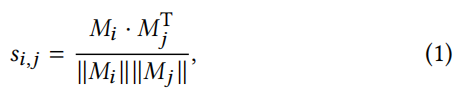 s_{i,j} = \frac{M_i \cdot M_j^{\mathrm{T}}}{\|M_i\| \|M_j\|}, (1)